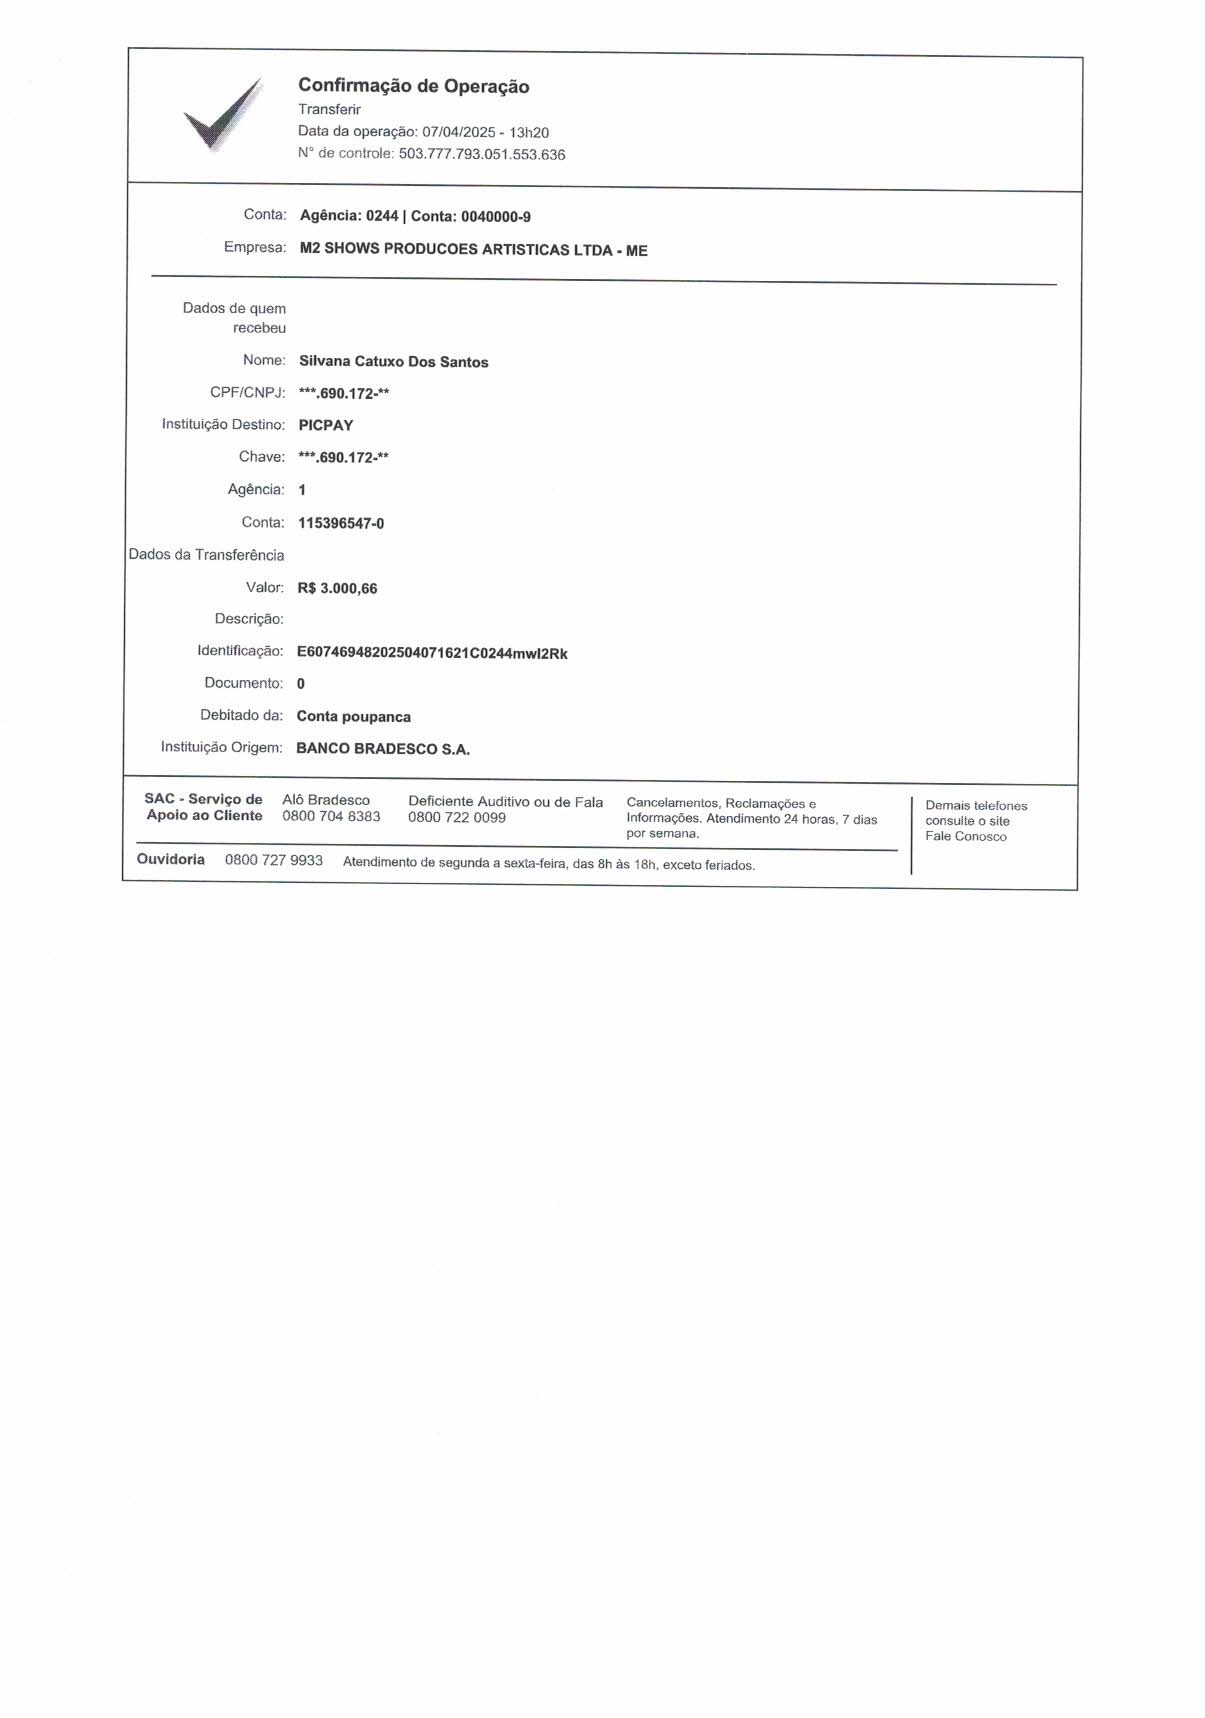 Confirmação de Operação
Transferir
Data da operação: 07/04/2025 - 13h20
N° de controle: 503.777.793.051.553.636
Conta: Agência: 0244 | Conta: 0040000-9
Empresa: M2 SHOWS PRODUCOES ARTISTICAS LTDA - ME
Dados de quem
recebeu
Nome: Silvana Catuxo Dos Santos
CPF/CNPJ: ***.690.172-**
Instituição Destino: PICPAY
Chave: ***.690.172-**
Agência: 1
Conta: 115396547-0
Dados da Transferência
Valor: R$ 3.000,66
Descrição:
Identificação: E60746948202504071621C0244mwI2Rk
Documento: 0
Debitado da: Conta poupanca
Instituição Origem: BANCO BRADESCO S.A.
SAC - Serviço de
Apoio ao Cliente
Alô Bradesco
0800 704 8383
Deficiente Auditivo ou de Fala
0800 722 0099
Cancelamentos, Reclamações e
Informações. Atendimento 24 horas, 7 dias
por semana.
Demais telefones
consulte o site
Fale Conosco
Ouvidoria 0800 727 9933 Atendimento de segunda a sexta-feira, das 8h às 18h, exceto feriados.